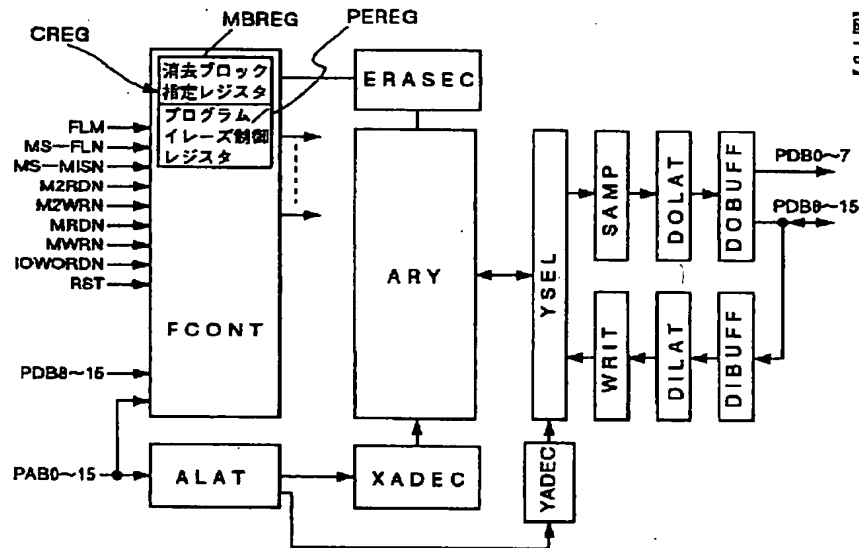 MBREG
PEREG
CREG
消去ブロック
指定レジスタ
プログラム/
イレーズ制御
レジスタ
ERASEC
FLM
MS-FLN
MS-MISN
M2RDN
M2WRN
MRDN
MWRN
IOWORDN
RST
FCONT
PDB8~15
PAB0~15
ALAT
ARY
XADEC
YSEL
YADEC
SAMP
DOLAT
DOBUFF
PDB0~7
PDB8~15
WRIT
DILAT
DIBUFF